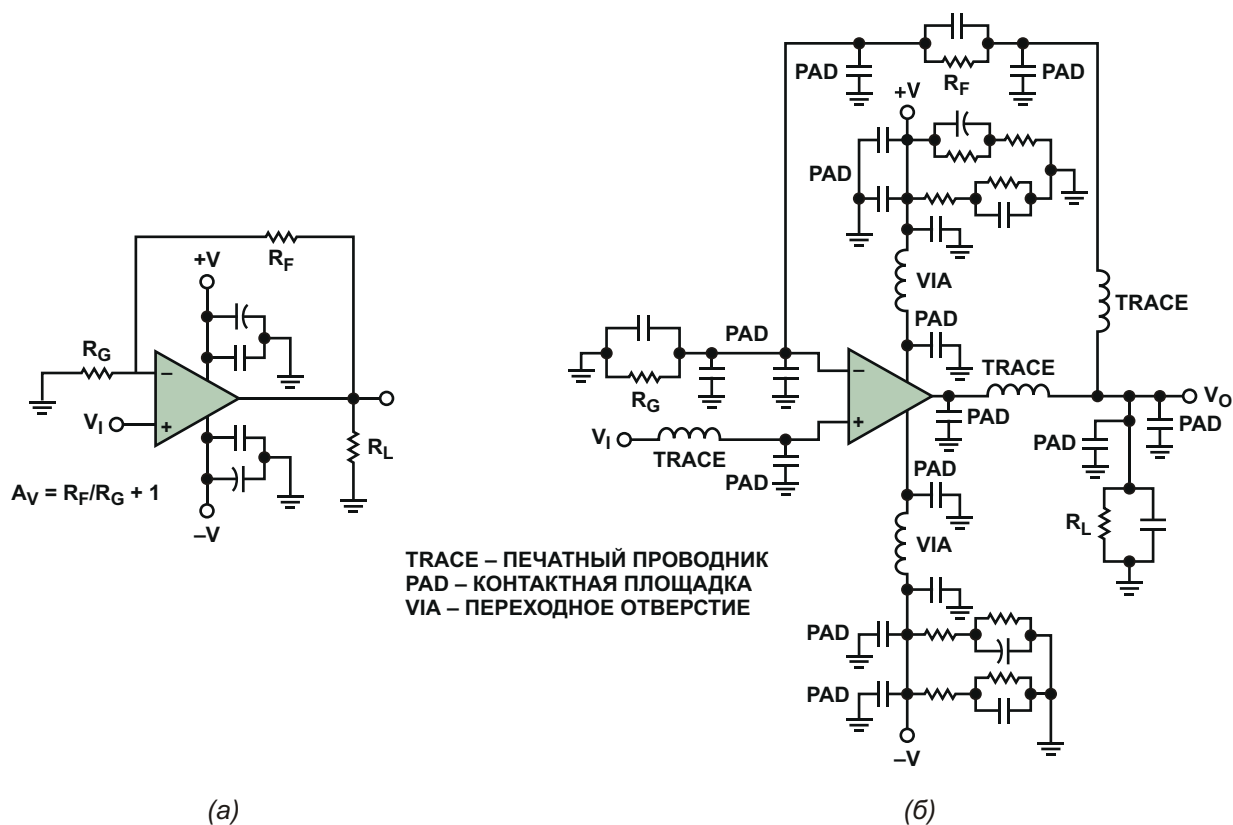 +V
R_F
R_G
V_I
−
+
R_L
A_V = R_F/R_G + 1
–V
(а)
PAD
R_F
PAD
+V
PAD
VIA
TRACE
PAD
PAD
TRACE
R_G
−
+
V_O
PAD
PAD
PAD
V_I
TRACE
PAD
PAD
R_L
VIA
TRACE – ПЕЧАТНЫЙ ПРОВОДНИК
PAD – КОНТАКТНАЯ ПЛОЩАДКА
VIA – ПЕРЕХОДНОЕ ОТВЕРСТИЕ
PAD
PAD
–V
(б)